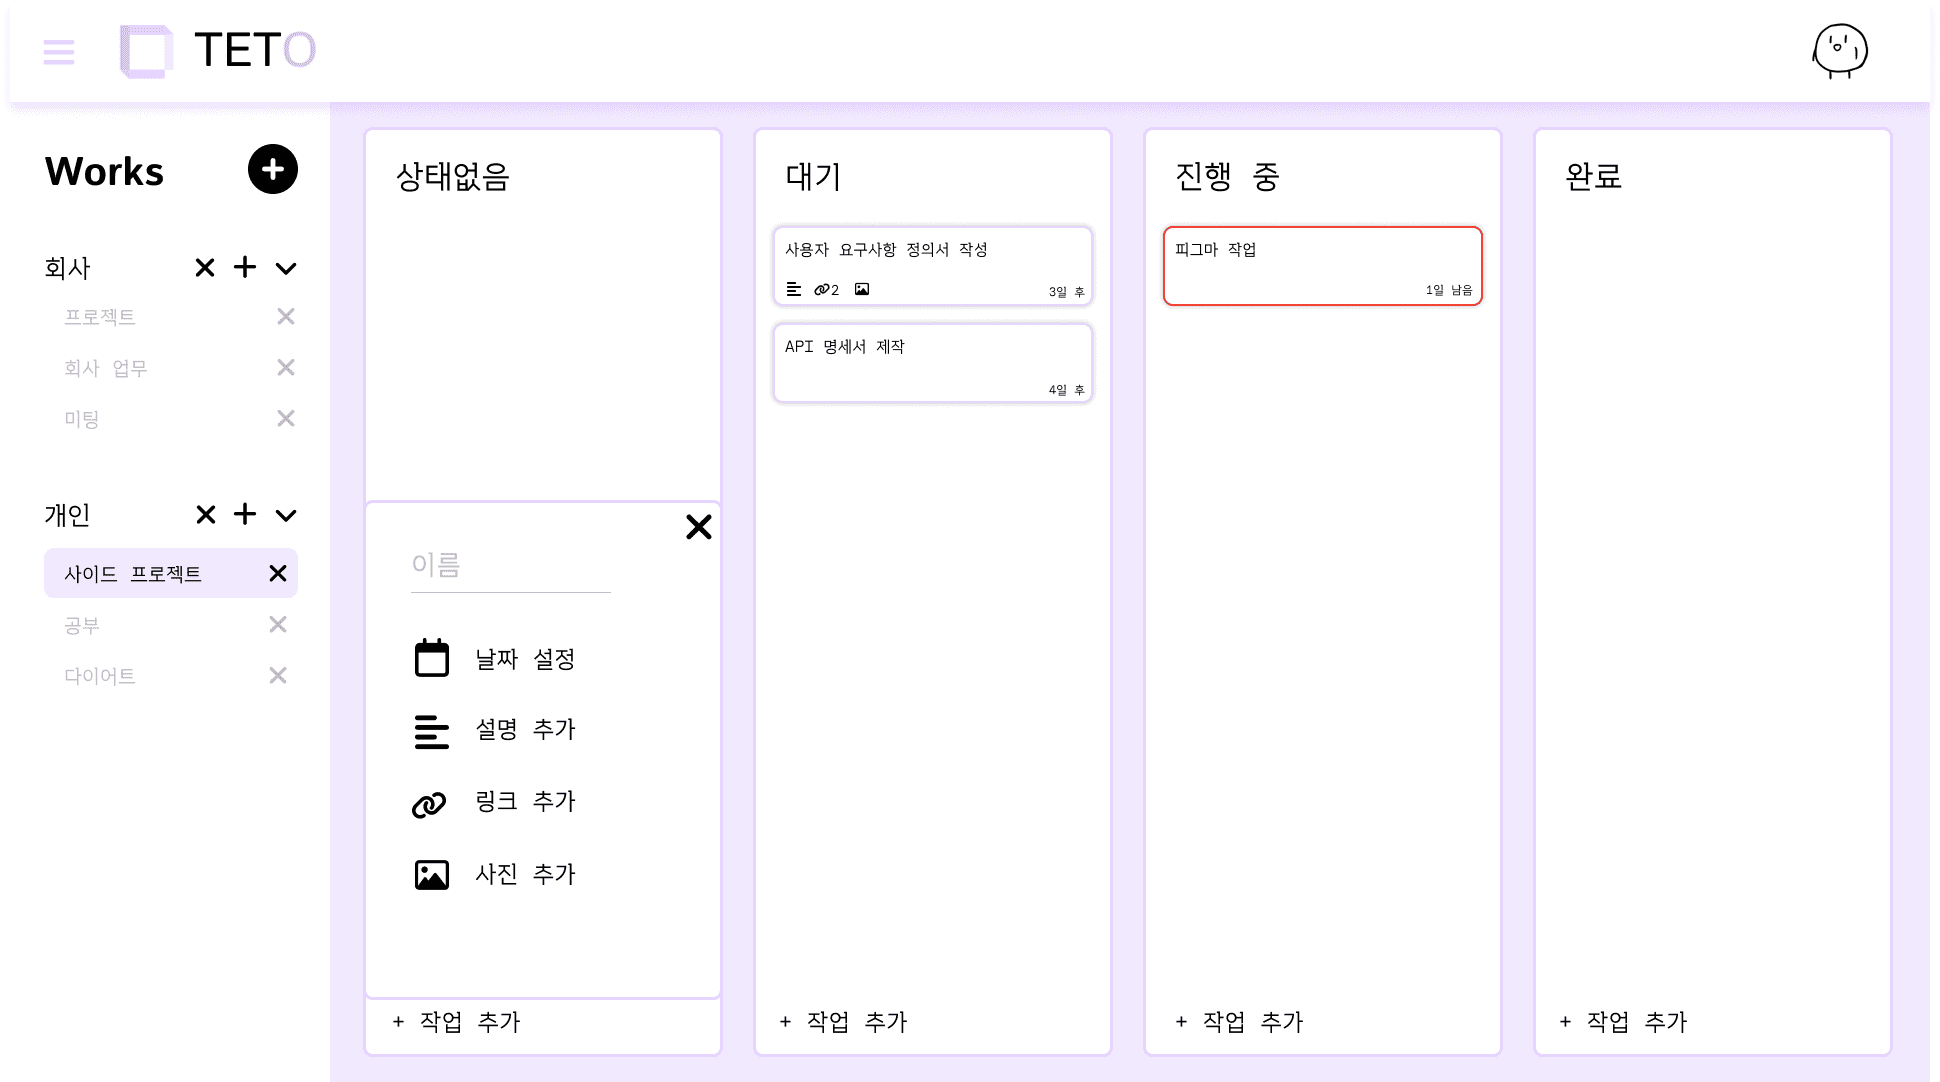 TETO
Works
회사
프로젝트
회사 업무
미팅
개인
사이드 프로젝트
공부
다이어트
상태없음
이름
날짜 설정
설명 추가
링크 추가
사진 추가
+ 작업 추가
대기
사용자 요구사항 정의서 작성
2
3일 후
API 명세서 제작
4일 후
+ 작업 추가
진행 중
피그마 작업
1일 남음
+ 작업 추가
완료
+ 작업 추가